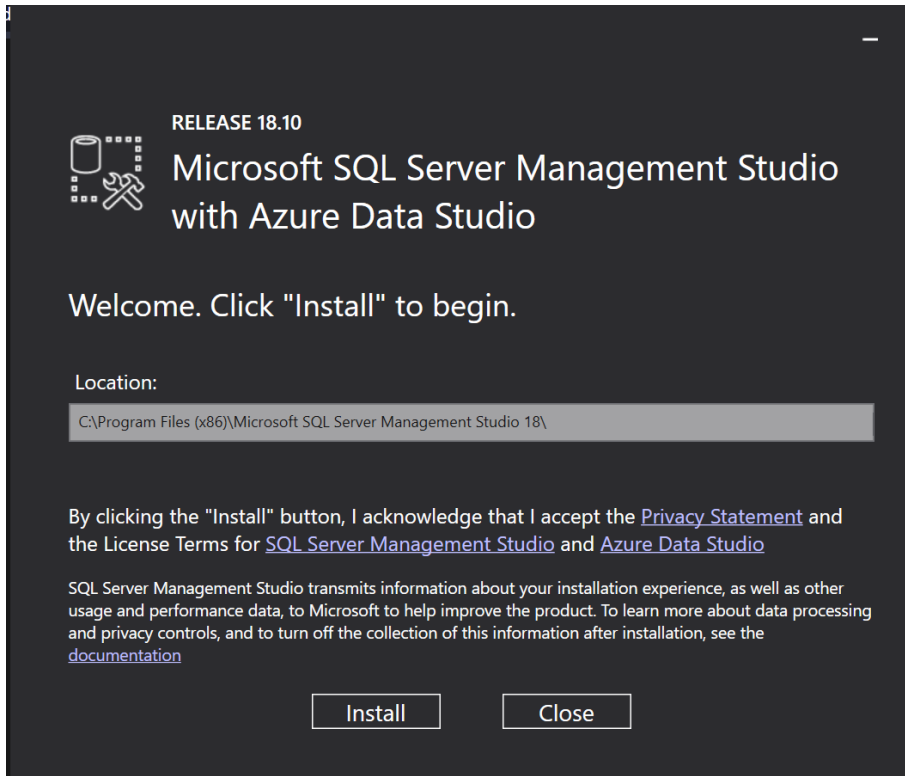 RELEASE 18.10
Microsoft SQL Server Management Studio
with Azure Data Studio
Welcome. Click "Install" to begin.
Location:
C:\Program Files (x86)\Microsoft SQL Server Management Studio 18\
By clicking the "Install" button, I acknowledge that I accept the Privacy Statement and
the License Terms for SQL Server Management Studio and Azure Data Studio
SQL Server Management Studio transmits information about your installation experience, as well as other
usage and performance data, to Microsoft to help improve the product. To learn more about data processing
and privacy controls, and to turn off the collection of this information after installation, see the
documentation
Install Close